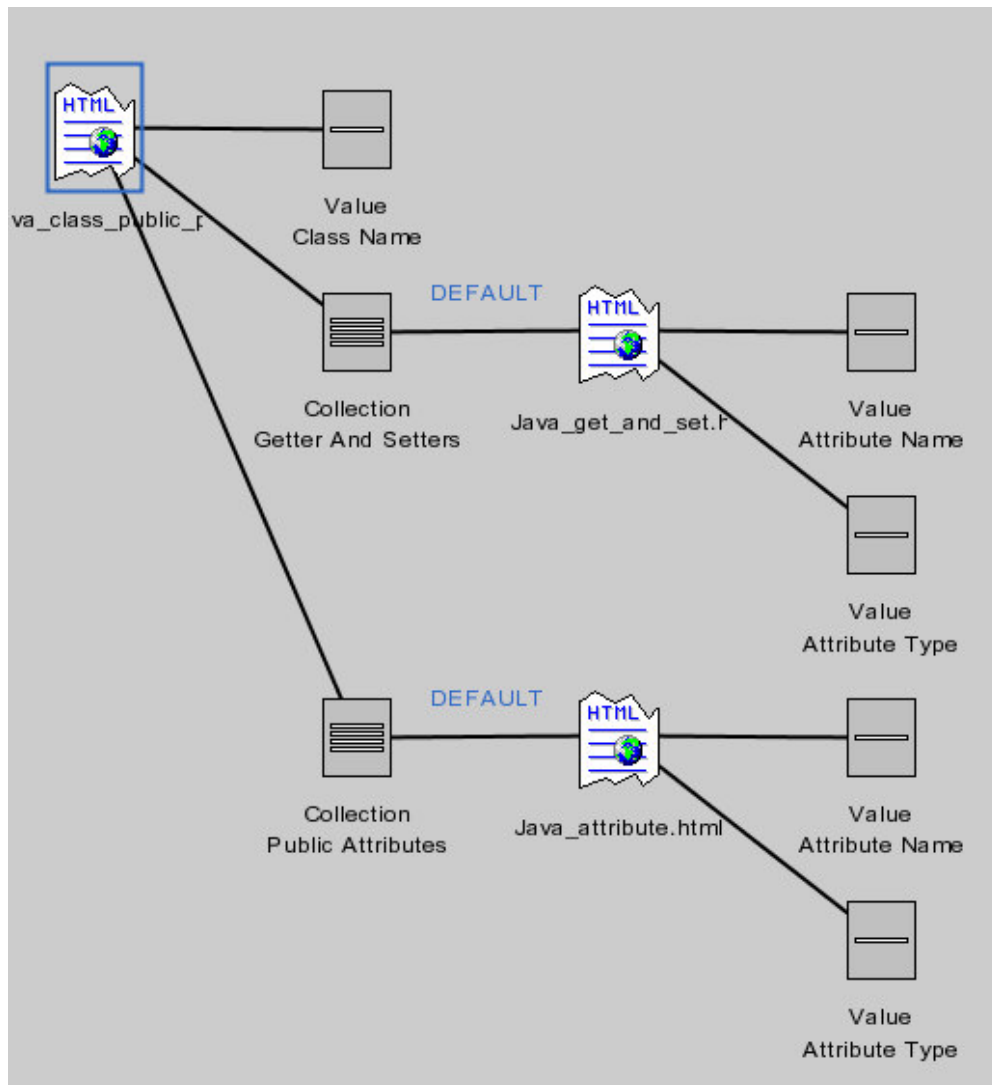 HTML
va_class_public_p
Value
Class Name
DEFAULT
HTML
Collection
Getter And Setters
Java_get_and_set.h
Value
Attribute Name
Value
Attribute Type
DEFAULT
HTML
Collection
Public Attributes
Java_attribute.html
Value
Attribute Name
Value
Attribute Type